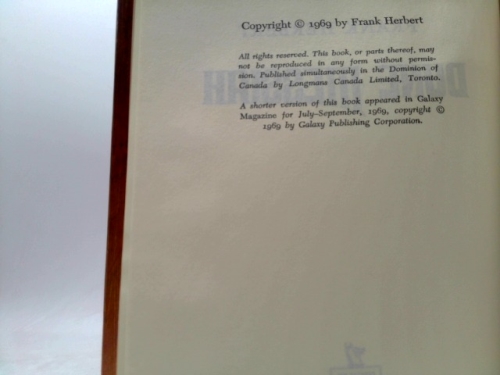 Copyright © 1969 by Frank Herbert
All rights reserved. This book, or parts thereof, may
not be reproduced in any form without permis-
sion. Published simultaneously in the Dominion of
Canada by Longmans Canada Limited, Toronto.
A shorter version of this book appeared in Galaxy
Magazine for July-September, 1969, copyright ©
1969 by Galaxy Publishing Corporation.